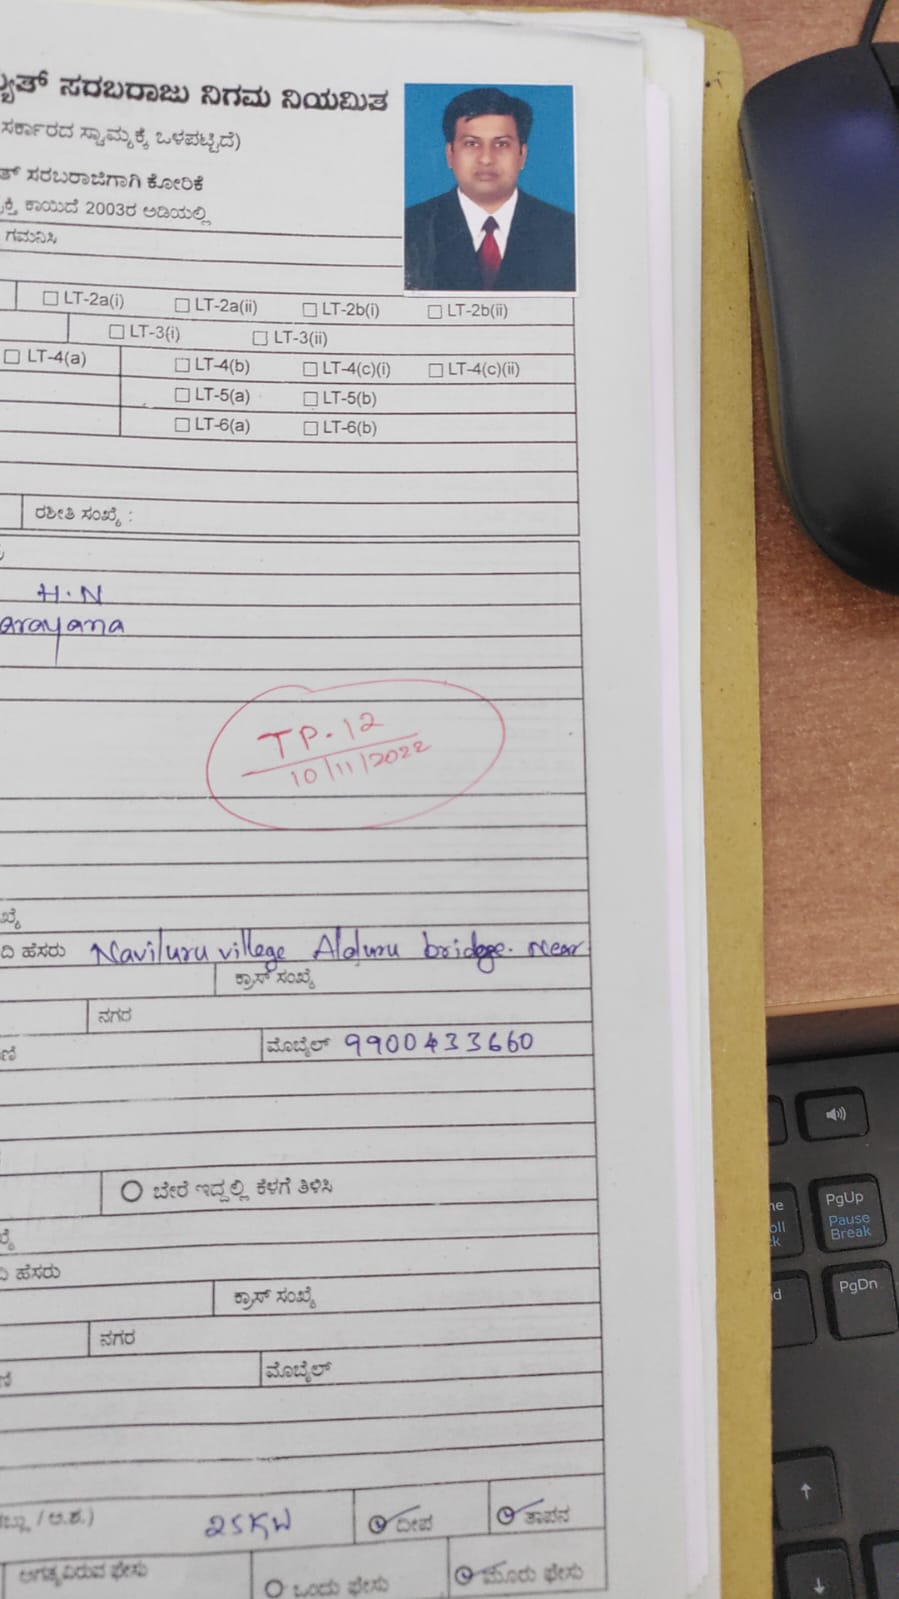 ಸರಬರಾಜು ನಿಗಮ ನಿಯಮಿತ
ಸರ್ಕಾರದ ಸ್ವಾಮ್ಯಕ್ಕೆ ಒಳಪಟ್ಟಿದೆ)
ಸರಬರಾಜಿಗಾಗಿ ಕೋರಿಕೆ
ಕಾಯಿದೆ 2003ರ ಅಡಿಯಲ್ಲಿ
ಗಮನಿಸಿ
LT-2a(i) LT-2a(ii) LT-2b(i) LT-2b(ii)
LT-3(i) LT-3(ii)
LT-4(a) LT-4(b) LT-4(c)(i) LT-4(c)(ii)
LT-5(a) LT-5(b)
LT-6(a) LT-6(b)
ರಶೀತಿ ಸಂಖ್ಯೆ :
H.N
arayana
TP.12
10/11/2022
ಹೆಸರು Naviluru villege Alduru bridege. Near
ಕ್ರಾಸ್ ಸಂಖ್ಯೆ
ನಗರ
ಮೊಬೈಲ್ 9900433660
ಬೇರೆ ಇದ್ದಲ್ಲಿ ಕೆಳಗೆ ತಿಳಿಸಿ
ಹೆಸರು
ಕ್ರಾಸ್ ಸಂಖ್ಯೆ
ನಗರ
ಮೊಬೈಲ್
/ ಅ.ಶ.) 25KW ದೀಪ ತಾಪನ
ಅಗತ್ಯವಿರುವ ಫೇಸು ಒಂದು ಫೇಸು ಮೂರು ಫೇಸು
PgUp
Pause
Break
PgDn